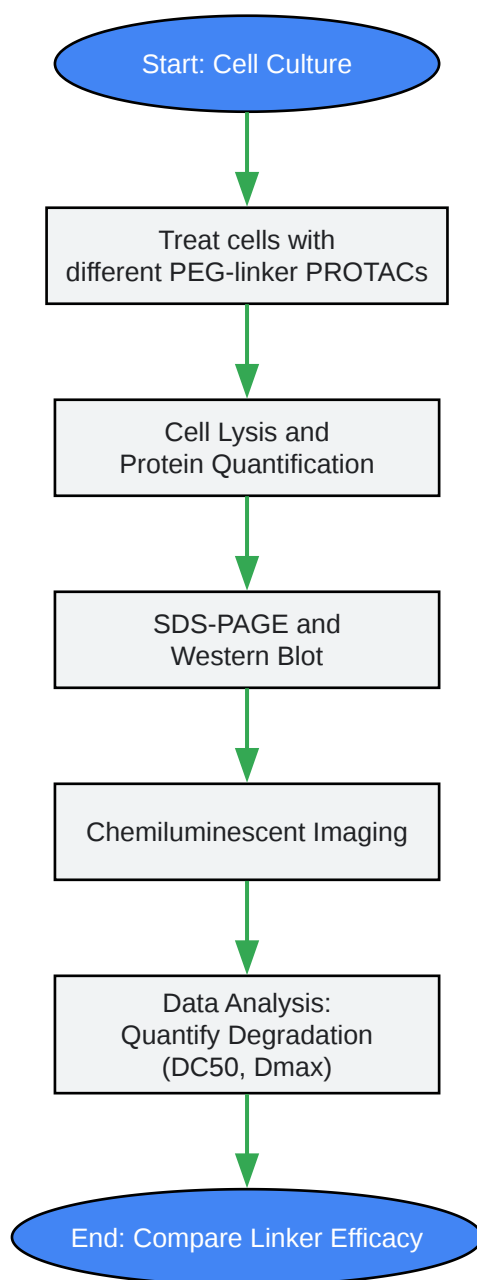 Start: Cell Culture
Treat cells with
different PEG-linker PROTACs
Cell Lysis and
Protein Quantification
SDS-PAGE and
Western Blot
Chemiluminescent Imaging
Data Analysis:
Quantify Degradation
(DC50, Dmax)
End: Compare Linker Efficacy